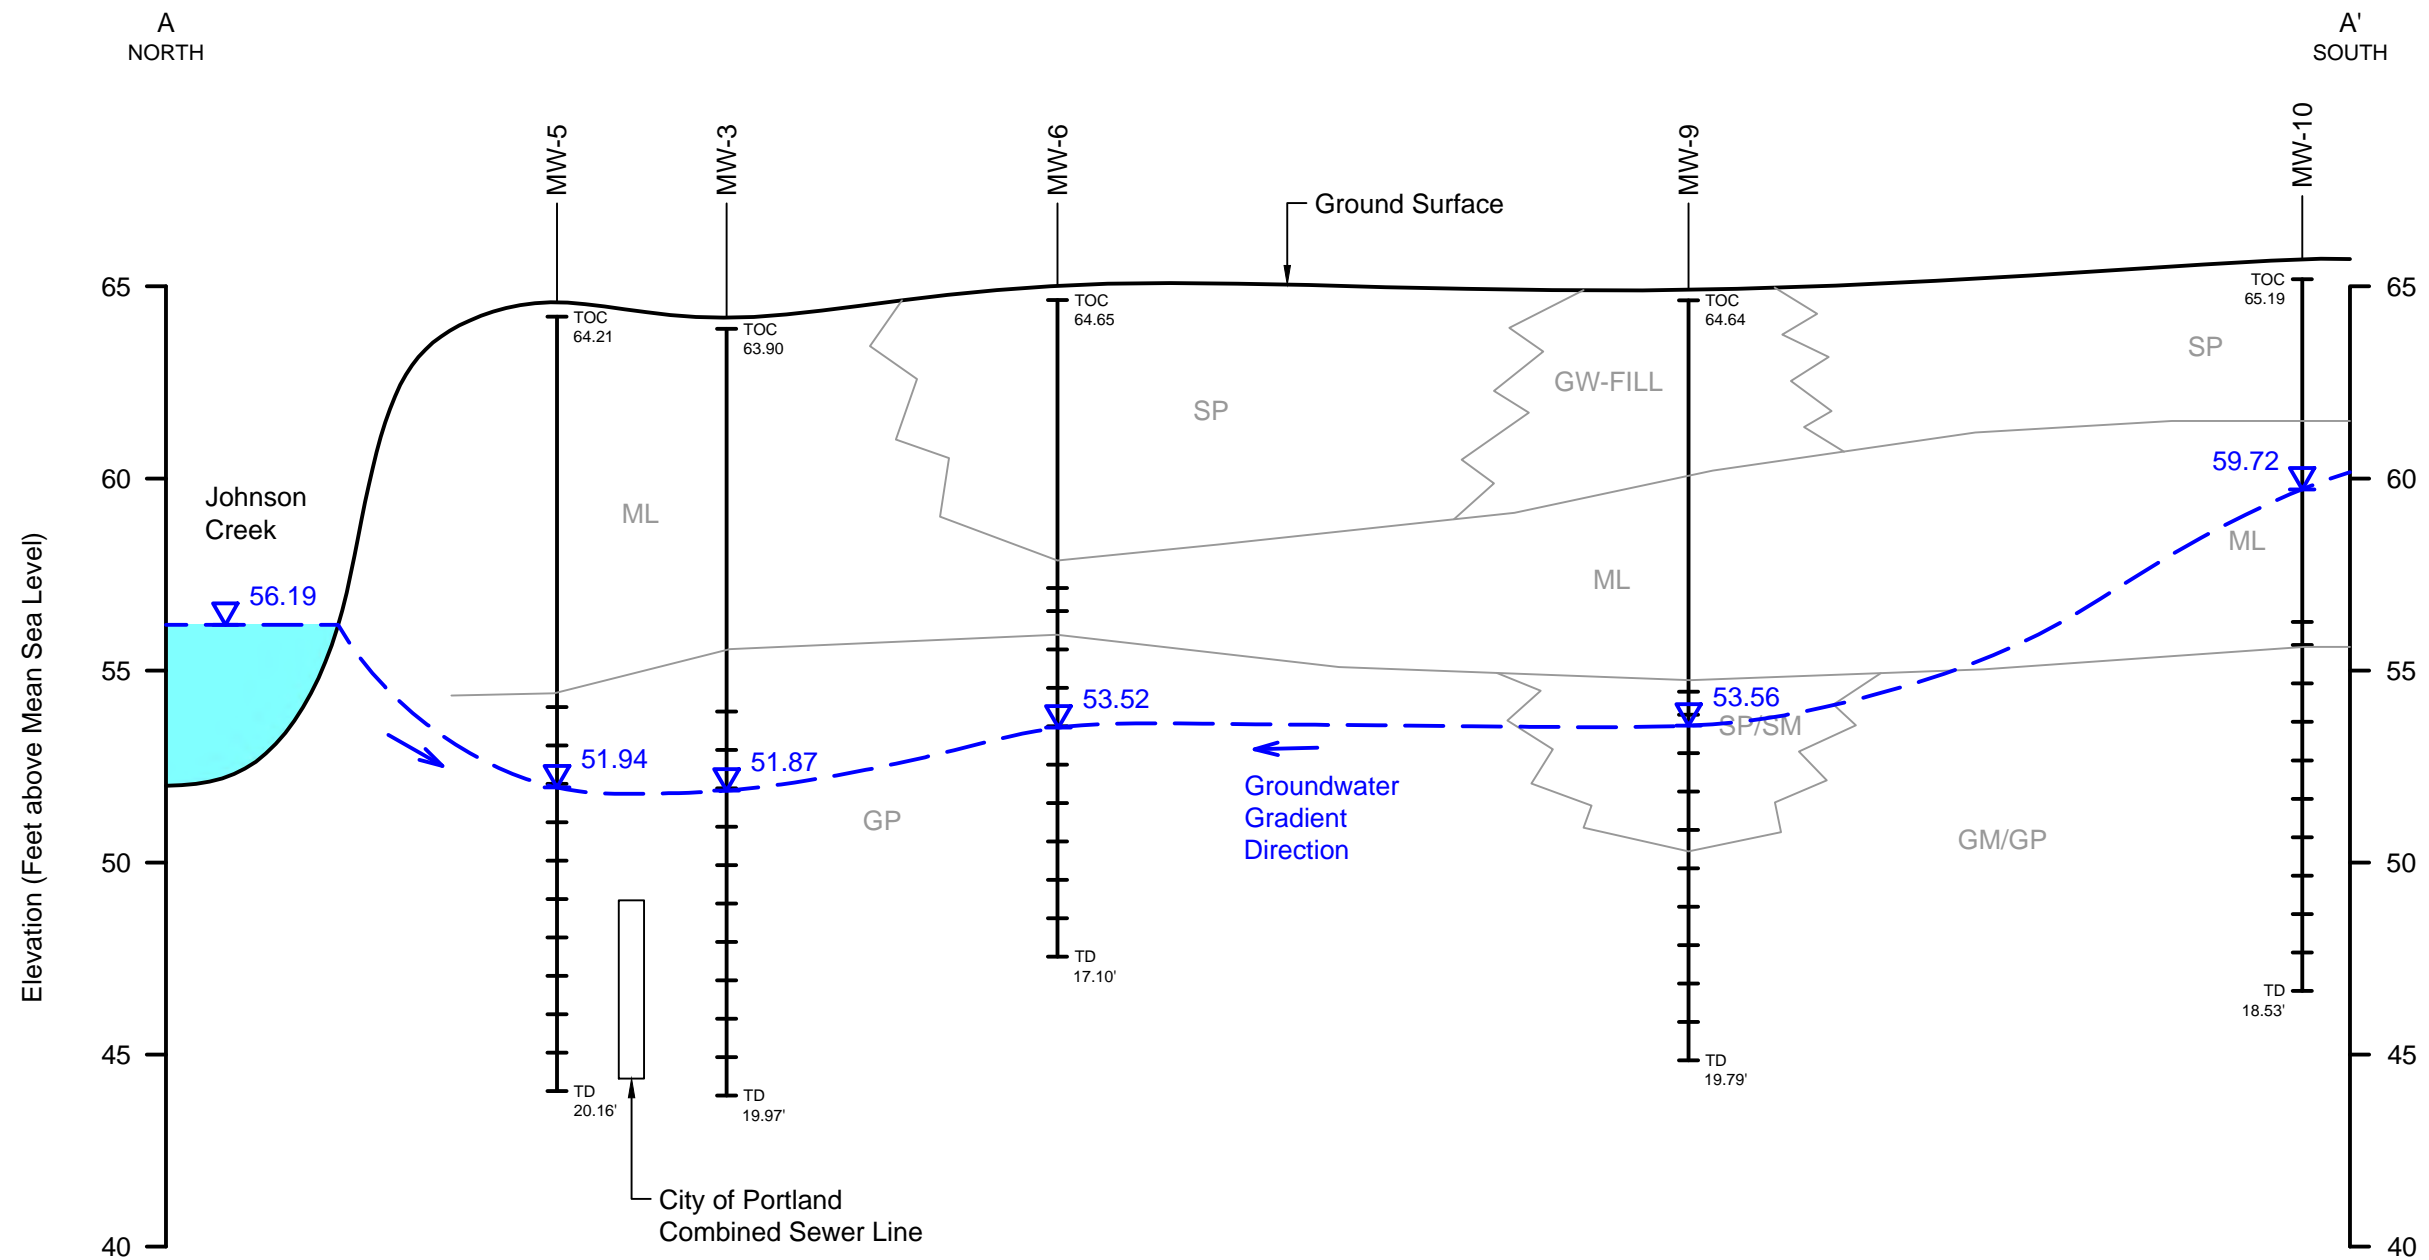 A
NORTH
A'
SOUTH
MW-5
MW-3
MW-6
MW-9
MW-10
Ground Surface
65
60
55
50
45
40
65
60
55
50
45
40
Elevation (Feet above Mean Sea Level)
TOC
64.21
TOC
63.90
TOC
64.65
TOC
64.64
TOC
65.19
SP
GW-FILL
SP
Johnson
Creek
ML
ML
ML
56.19
51.94
51.87
53.52
53.56
59.72
SP/SM
GP
GM/GP
Groundwater
Gradient
Direction
TD
20.16'
TD
19.97'
TD
17.10'
TD
19.79'
TD
18.53'
City of Portland
Combined Sewer Line